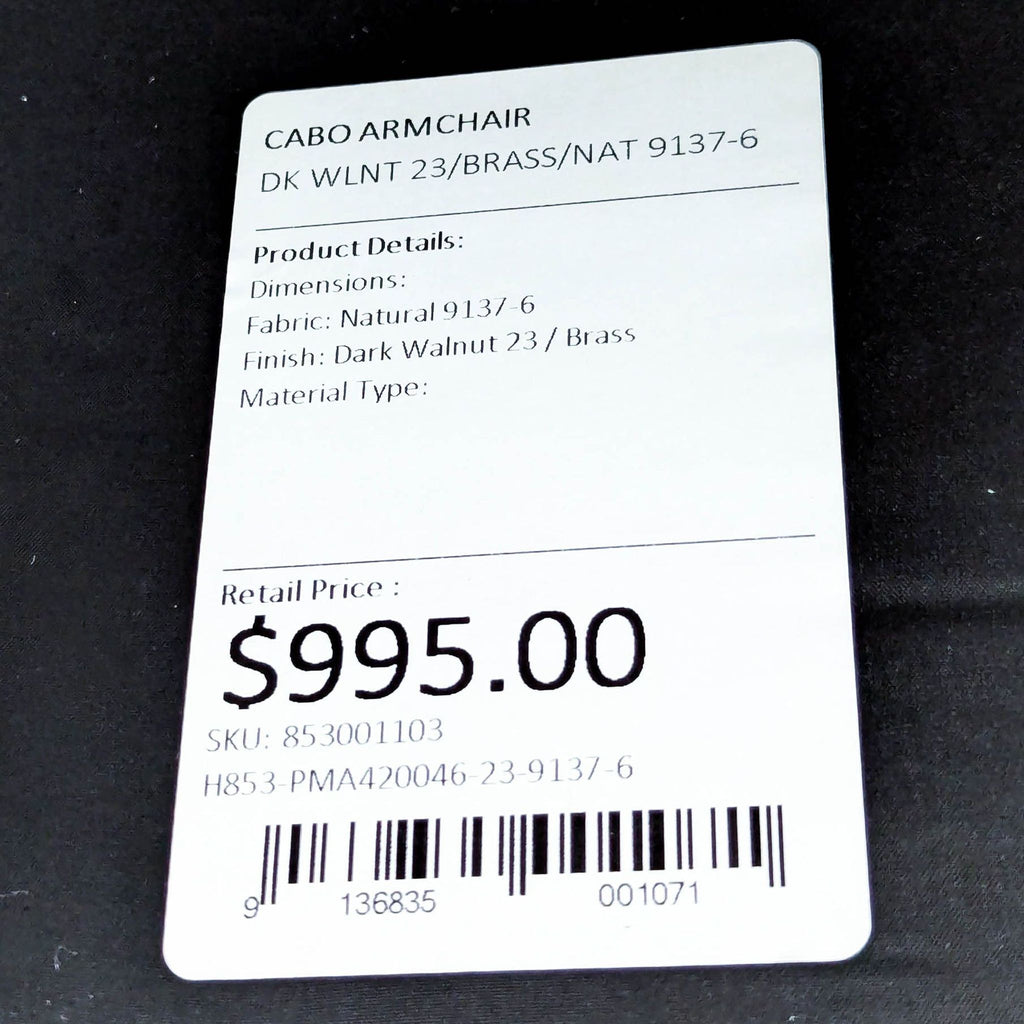 CABO ARMCHAIR
DK WLNT 23/BRASS/NAT 9137-6
Product Details:
Dimensions:
Fabric: Natural 9137-6
Finish: Dark Walnut 23 / Brass
Material Type:
Retail Price :
$995.00
SKU: 853001103
H853-PMA420046-23-9137-6
9 136835 001071